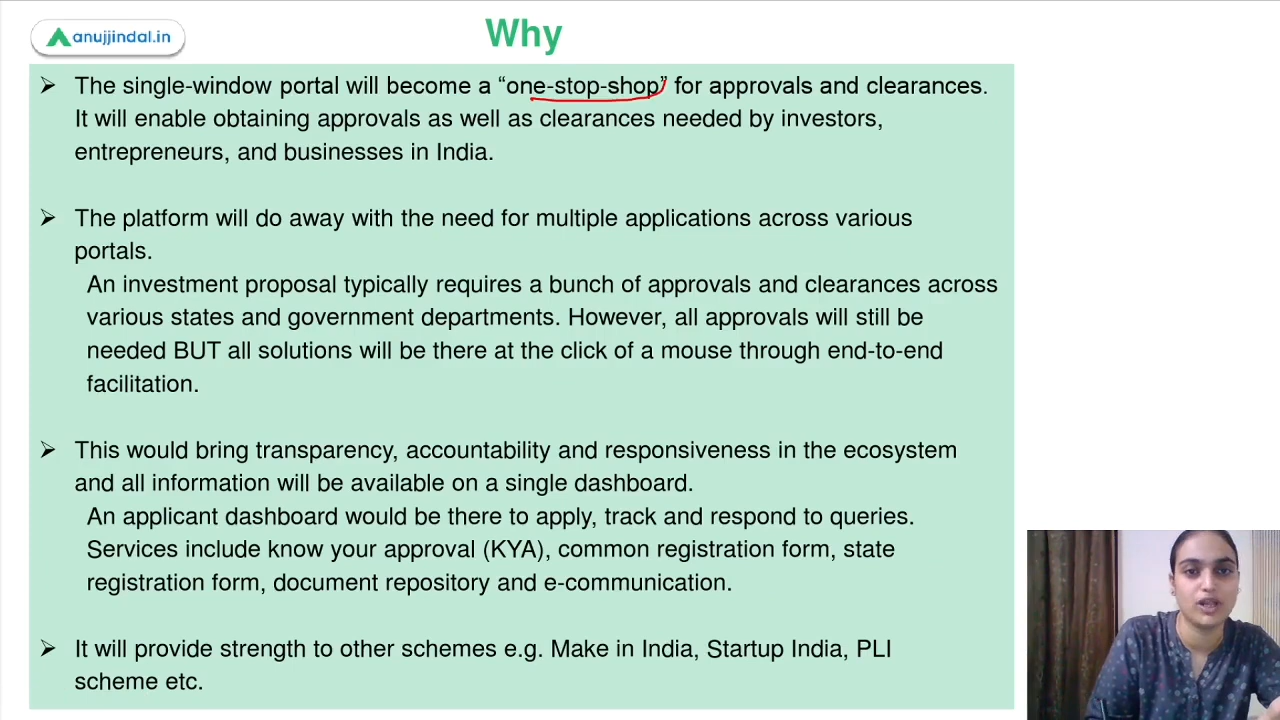 anujjindal.in
Why
➢ The single-window portal will become a “one-stop-shop” for approvals and clearances.
It will enable obtaining approvals as well as clearances needed by investors,
entrepreneurs, and businesses in India.
➢ The platform will do away with the need for multiple applications across various
portals.
An investment proposal typically requires a bunch of approvals and clearances across
various states and government departments. However, all approvals will still be
needed BUT all solutions will be there at the click of a mouse through end-to-end
facilitation.
➢ This would bring transparency, accountability and responsiveness in the ecosystem
and all information will be available on a single dashboard.
An applicant dashboard would be there to apply, track and respond to queries.
Services include know your approval (KYA), common registration form, state
registration form, document repository and e-communication.
➢ It will provide strength to other schemes e.g. Make in India, Startup India, PLI
scheme etc.